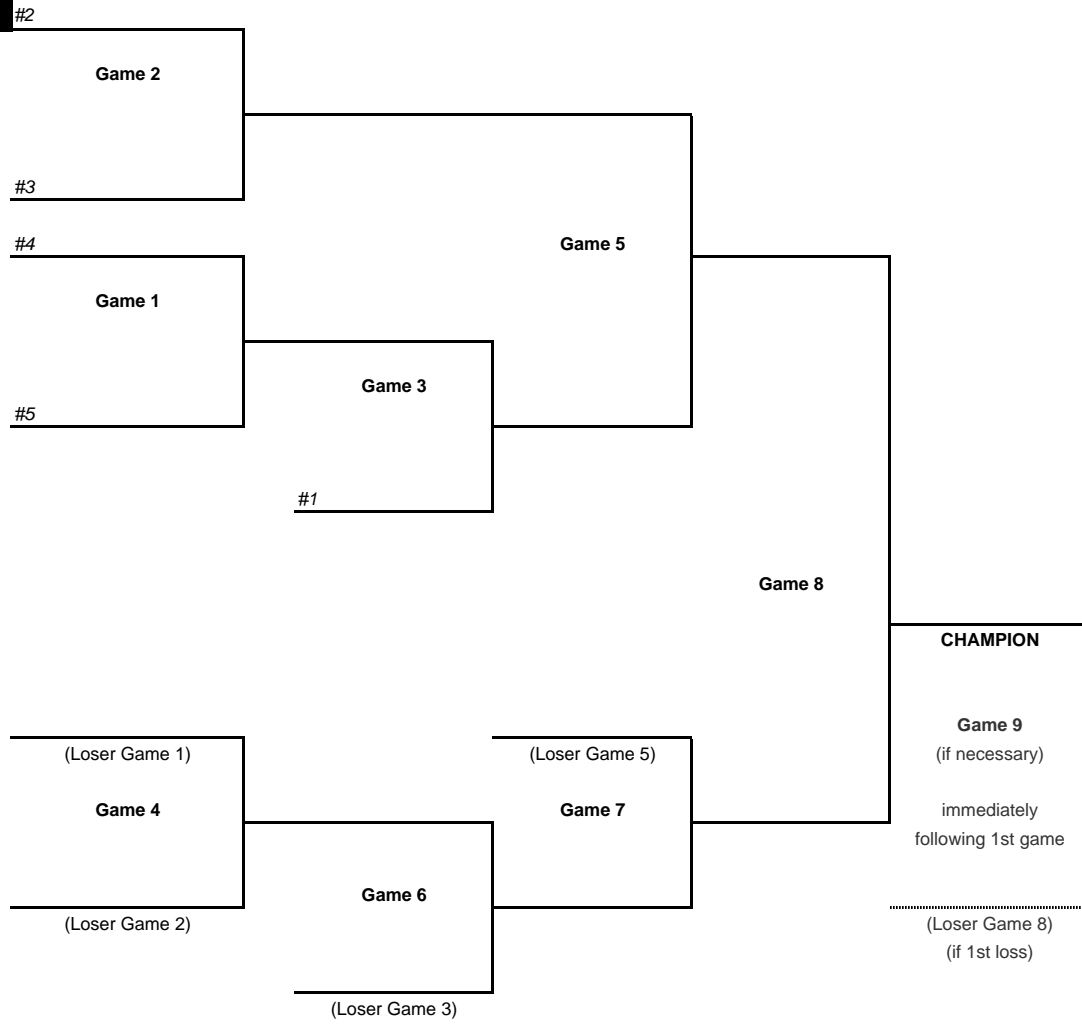 #2
Game 2
#3
#4
Game 5
Game 1
Game 3
#5
#1
Game 8
CHAMPION
Game 9
(if necessary)
(Loser Game 1)
(Loser Game 5)
Game 4
Game 7
immediately
following 1st game
Game 6
(Loser Game 2)
(Loser Game 8)
(if 1st loss)
(Loser Game 3)